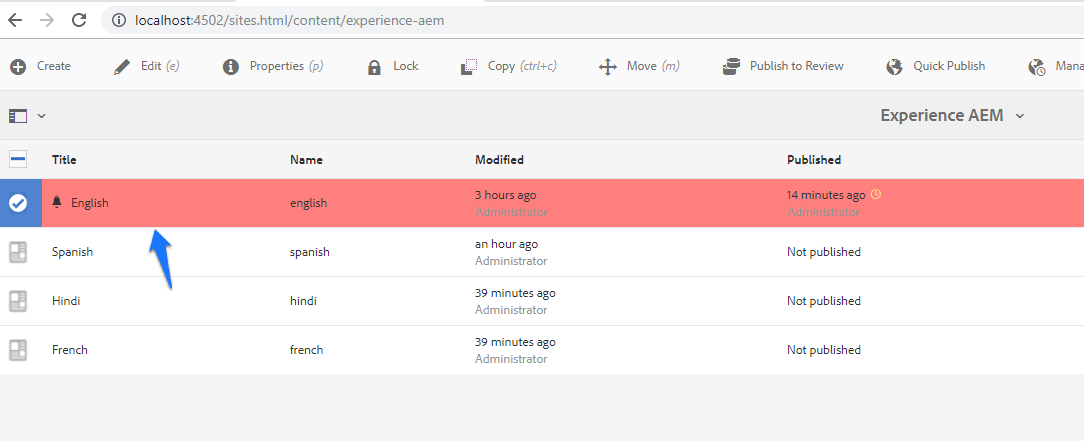 localhost:4502/sites.html/content/experience-aem
Create Edit (e) Properties (p) Lock Copy (ctrl+c) Move (m) Publish to Review Quick Publish Mana
Experience AEM
Title Name Modified Published
English english 3 hours ago 14 minutes ago
Administrator Administrator
Spanish spanish an hour ago Not published
Administrator
Hindi hindi 39 minutes ago Not published
Administrator
French french 39 minutes ago Not published
Administrator